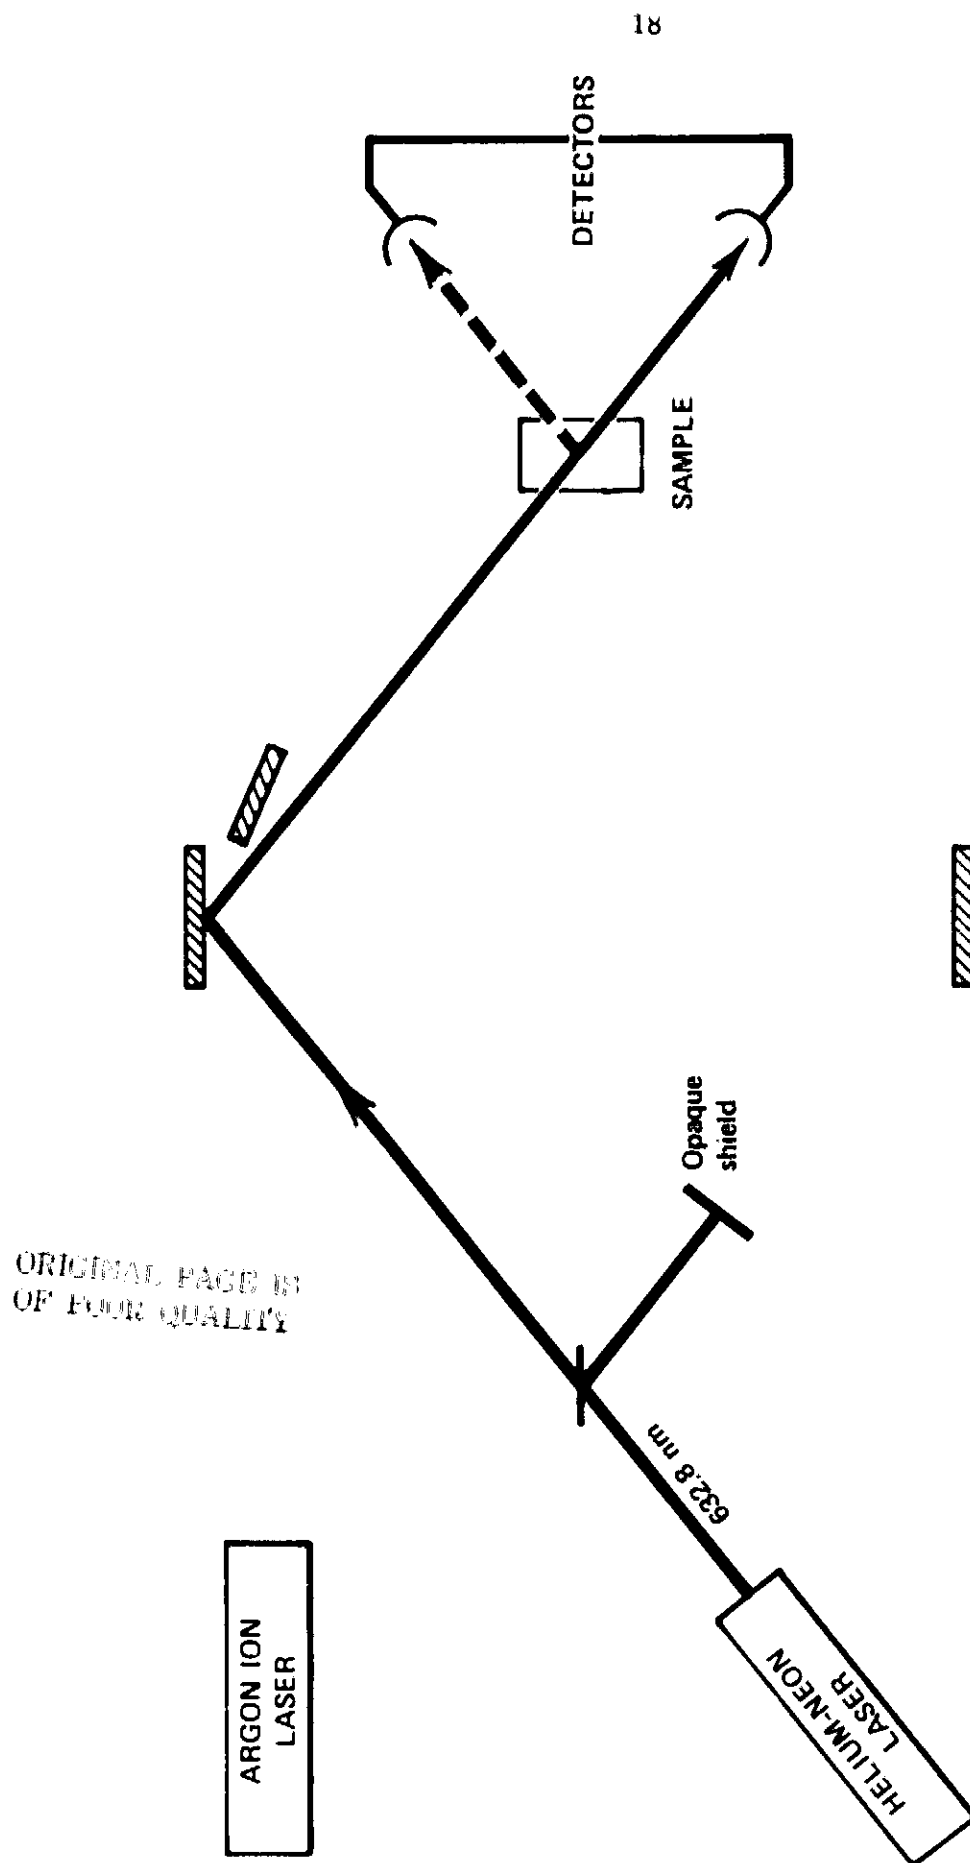 18
DETECTORS
SAMPLE
Opaque
shield
ORIGINAL PAGE IS
OF POOR QUALITY
632.8 nm
ARGON ION
LASER
HELIUM-NEON
LASER